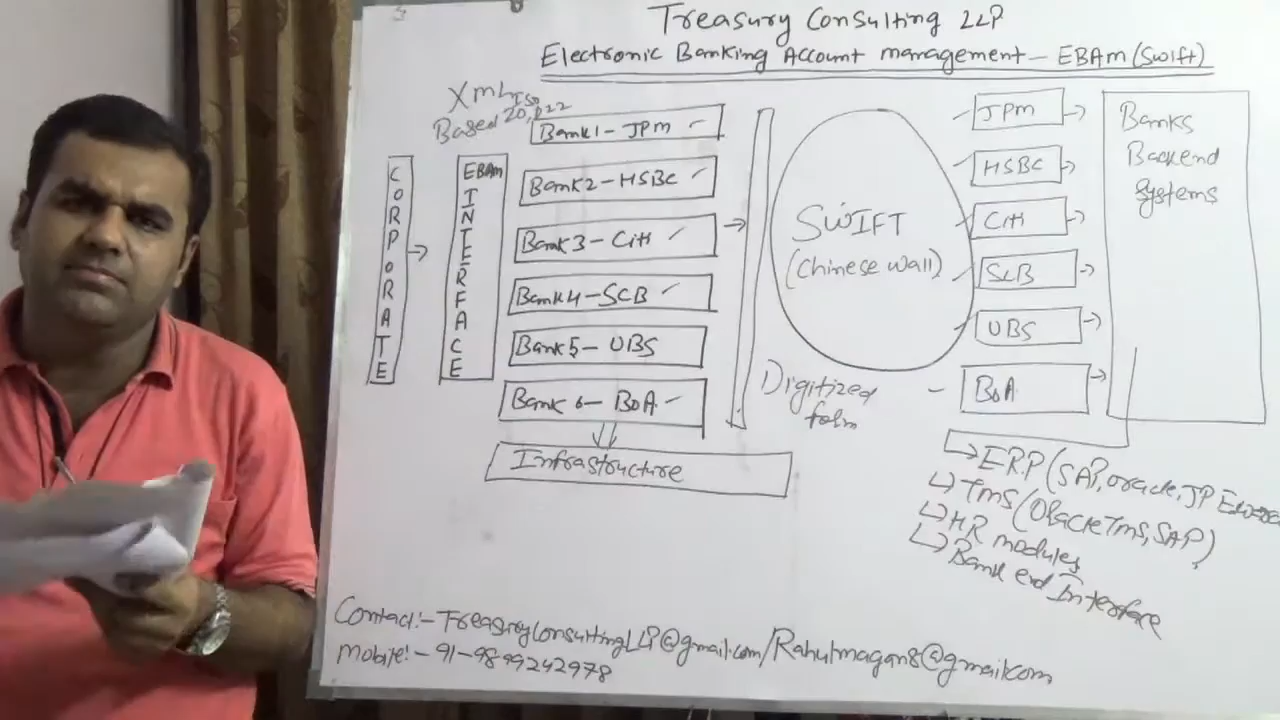 Treasury Consulting LLP
Electronic Banking Account management - EBAm (Swift)
XML ISO
Based 20,022
CORPORATE
EBAm INTERFACE
Bank1 - JPm
Bank2 - HSBC
Bank 3 - Citi
Bank4 - SCB
Bank5 - UBS
Bank 6 - BOA
Infrastructure
SWIFT
(Chinese wall)
Digitized
form
JPm
HSBC
Citi
SCB
UBS
BOA
Banks
Backend
systems
ERP (SAP, oracle, JP
TMS (Oracle Tms, SAP)
HR modules
Bank end Interface
Contact:- TreasuryConsultingLLP@gmail.com/Rahulmagan8@gmail.com
Mobile:- 91-9899242978